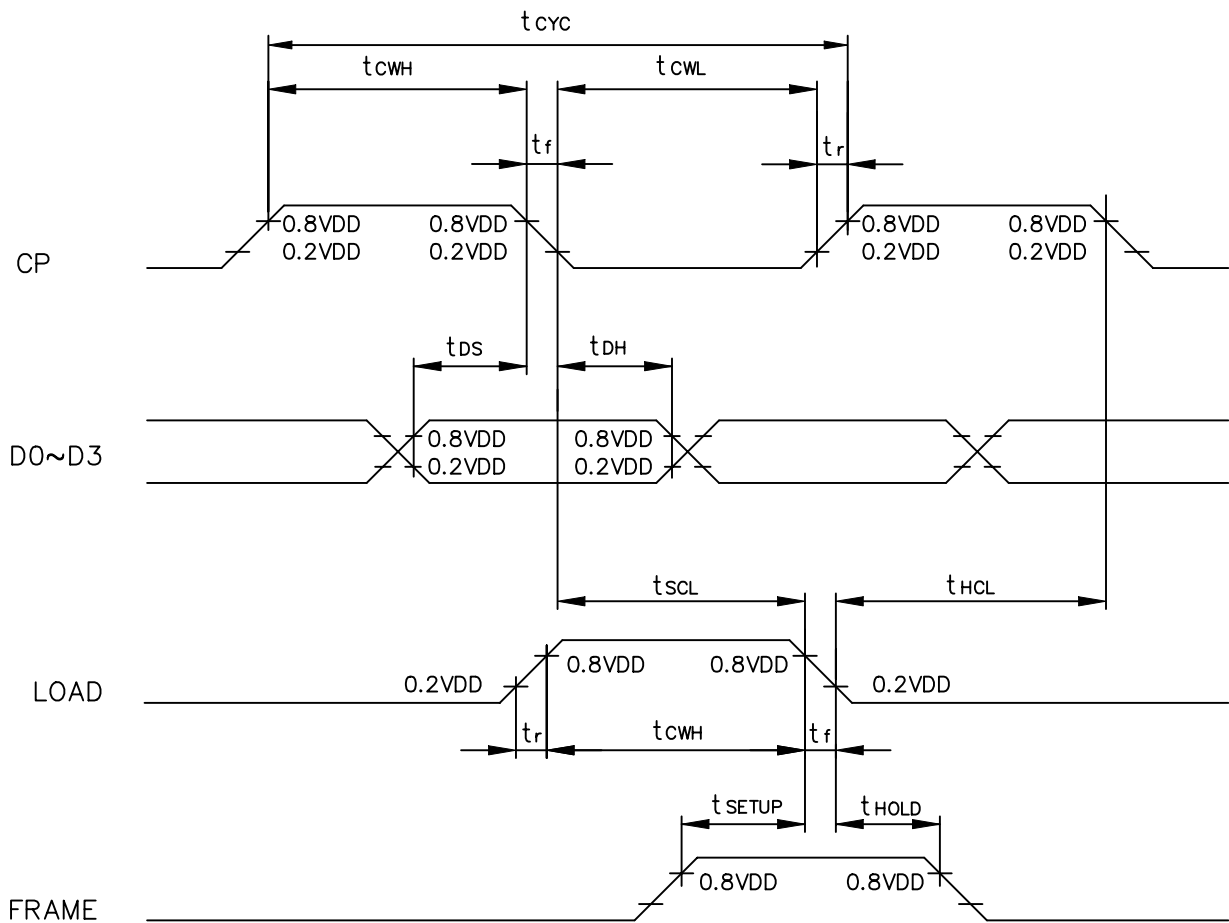 tCYC
tCWH tCWL
tf tr
0.8VDD 0.8VDD 0.8VDD 0.8VDD
CP 0.2VDD 0.2VDD 0.2VDD 0.2VDD
tDS tDH
0.8VDD 0.8VDD
D0~D3 0.2VDD 0.2VDD
tSCL tHCL
0.8VDD 0.8VDD
LOAD 0.2VDD 0.2VDD
tr tCWH tf
tSETUP tHOLD
0.8VDD 0.8VDD
FRAME